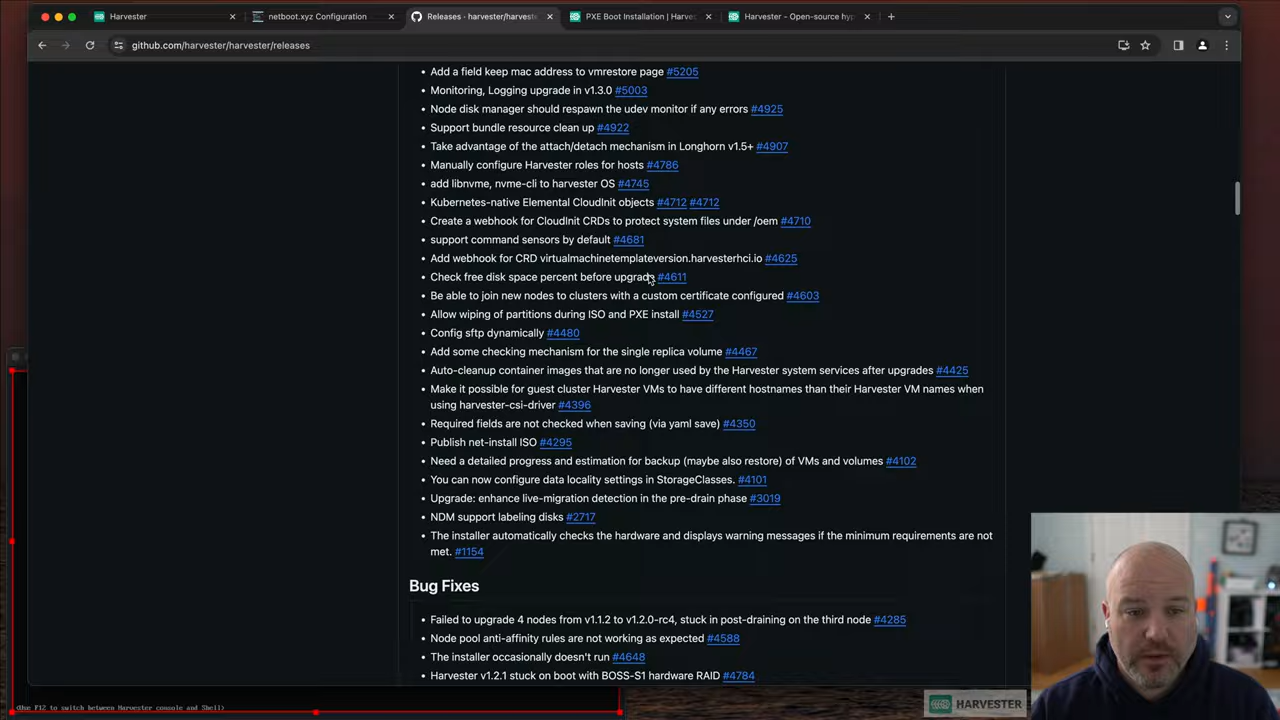 Harvester
netboot.xyz Configuration
Releases · harvester/harveste
PXE Boot Installation | Harve
Harvester - Open-source hyp
github.com/harvester/harvester/releases
• Add a field keep mac address to vmrestore page #5205
• Monitoring, Logging upgrade in v1.3.0 #5003
• Node disk manager should respawn the udev monitor if any errors #4925
• Support bundle resource clean up #4922
• Take advantage of the attach/detach mechanism in Longhorn v1.5+ #4907
• Manually configure Harvester roles for hosts #4786
• add libnvme, nvme-cli to harvester OS #4745
• Kubernetes-native Elemental CloudInit objects #4712 #4712
• Create a webhook for CloudInit CRDs to protect system files under /oem #4710
• support command sensors by default #4681
• Add webhook for CRD virtualmachinetemplateversion.harvesterhci.io #4625
• Check free disk space percent before upgrade #4611
• Be able to join new nodes to clusters with a custom certificate configured #4603
• Allow wiping of partitions during ISO and PXE install #4527
• Config sftp dynamically #4480
• Add some checking mechanism for the single replica volume #4467
• Auto-cleanup container images that are no longer used by the Harvester system services after upgrades #4425
• Make it possible for guest cluster Harvester VMs to have different hostnames than their Harvester VM names when
using harvester-csi-driver #4396
• Required fields are not checked when saving (via yaml save) #4350
• Publish net-install ISO #4295
• Need a detailed progress and estimation for backup (maybe also restore) of VMs and volumes #4102
• You can now configure data locality settings in StorageClasses. #4101
• Upgrade: enhance live-migration detection in the pre-drain phase #3019
• NDM support labeling disks #2717
• The installer automatically checks the hardware and displays warning messages if the minimum requirements are not
met. #1154
Bug Fixes
• Failed to upgrade 4 nodes from v1.1.2 to v1.2.0-rc4, stuck in post-draining on the third node #4285
• Node pool anti-affinity rules are not working as expected #4588
• The installer occasionally doesn't run #4648
• Harvester v1.2.1 stuck on boot with BOSS-S1 hardware RAID #4784
HARVESTER
(Use F12 to switch between Harvester console and Shell)